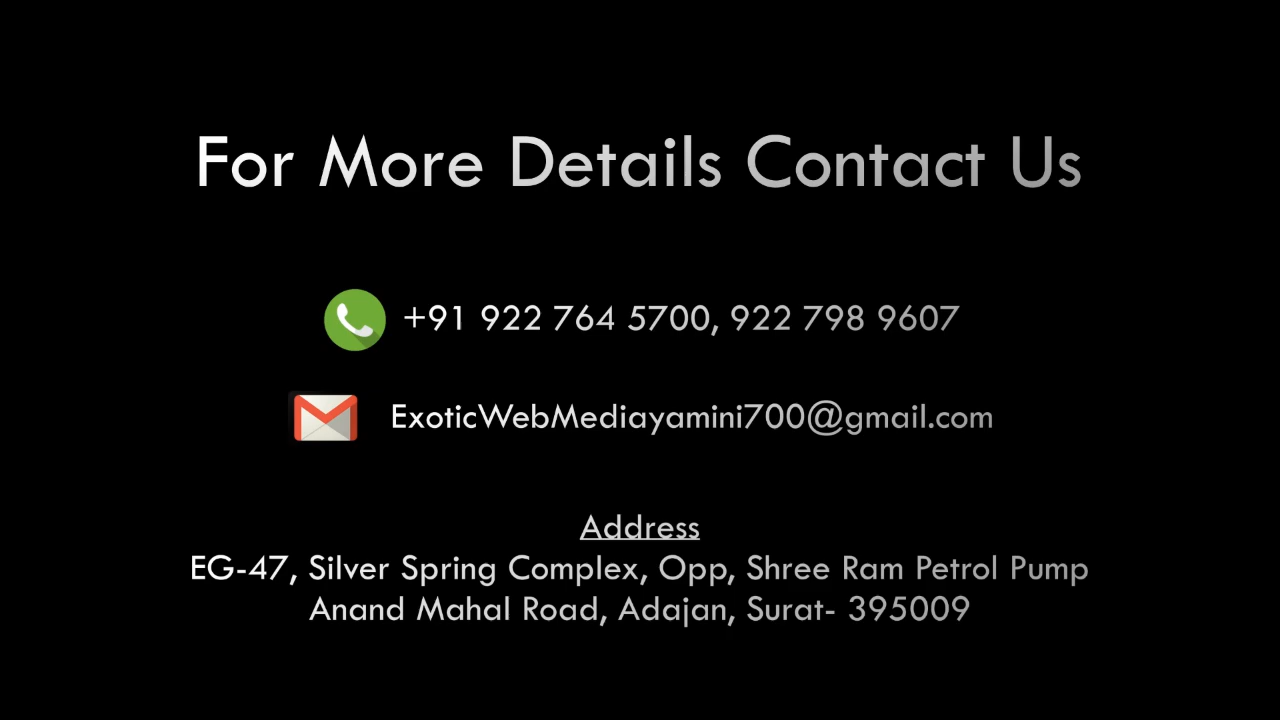 For More Details Contact Us
+91 922 764 5700, 922 798 9607
ExoticWebMediayamini700@gmail.com
Address
EG-47, Silver Spring Complex, Opp, Shree Ram Petrol Pump
Anand Mahal Road, Adajan, Surat- 395009